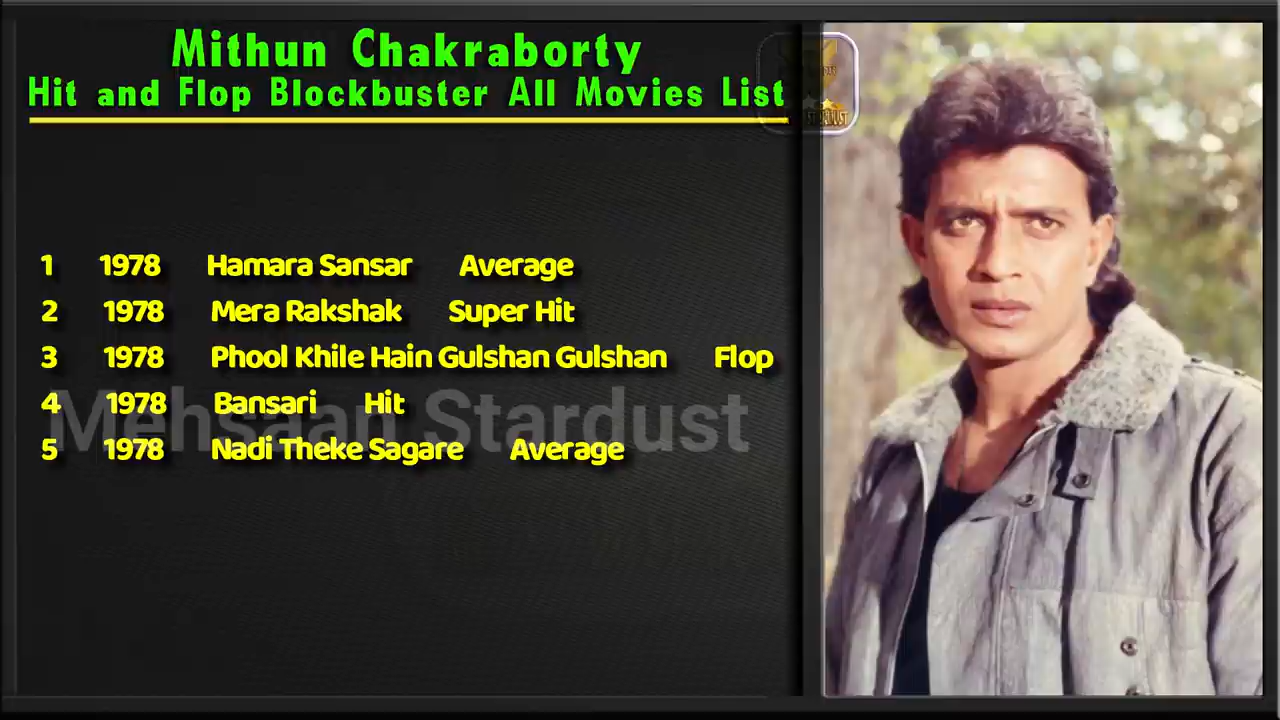 Mithun Chakraborty
Hit and Flop Blockbuster All Movies List
STARDUST
1 1978 Hamara Sansar Average
2 1978 Mera Rakshak Super Hit
3 1978 Phool Khile Hain Gulshan Gulshan Flop
4 1978 Bansari Hit
5 1978 Nadi Theke Sagare Average
Mehsaan Stardust